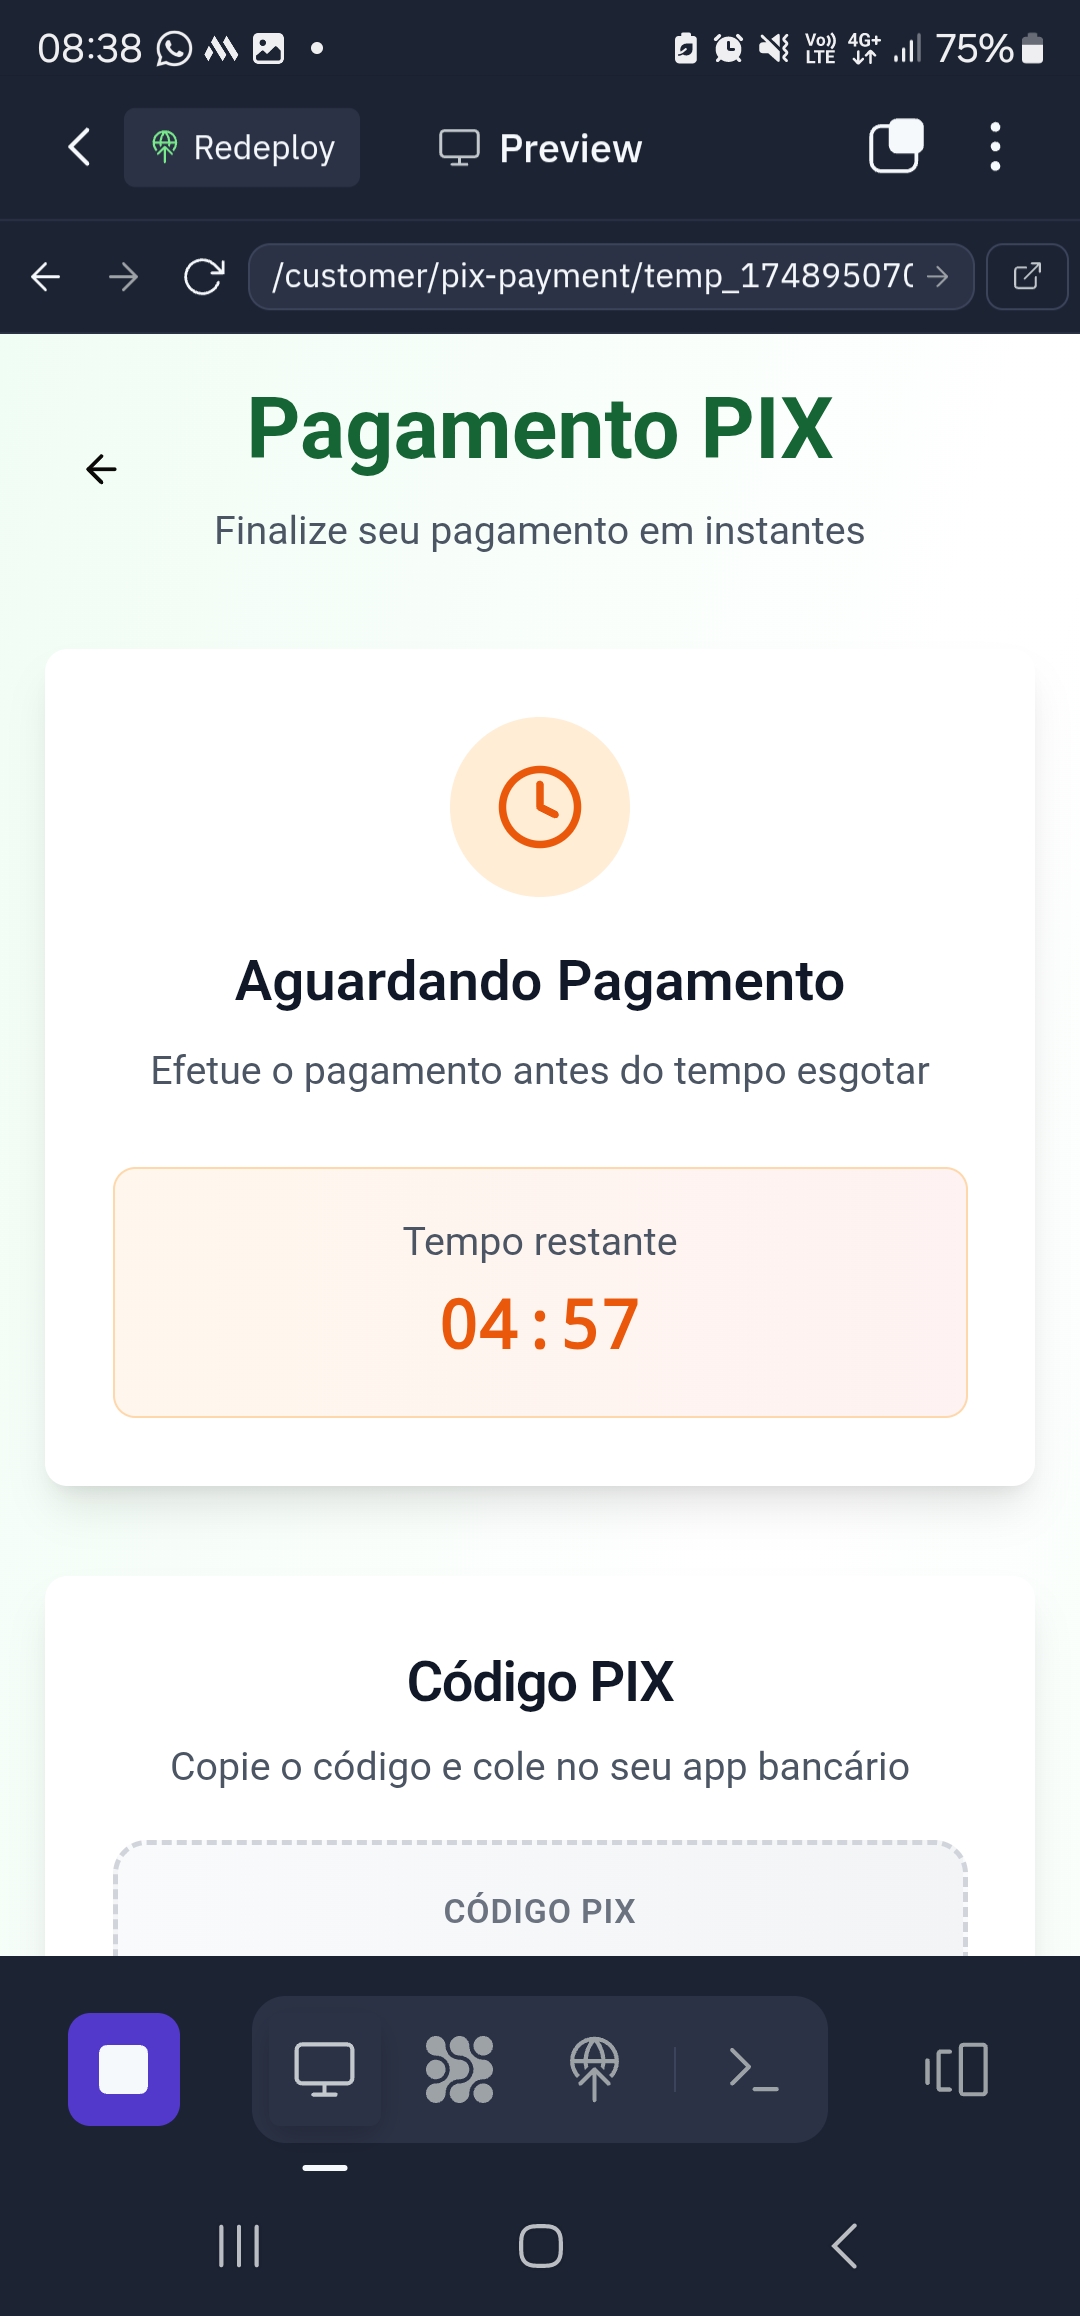 08:38
Vo))
LTE
4G+
75%
Redeploy
Preview
/customer/pix-payment/temp_174895070
Pagamento PIX
Finalize seu pagamento em instantes
Aguardando Pagamento
Efetue o pagamento antes do tempo esgotar
Tempo restante
04:57
Código PIX
Copie o código e cole no seu app bancário
CÓDIGO PIX